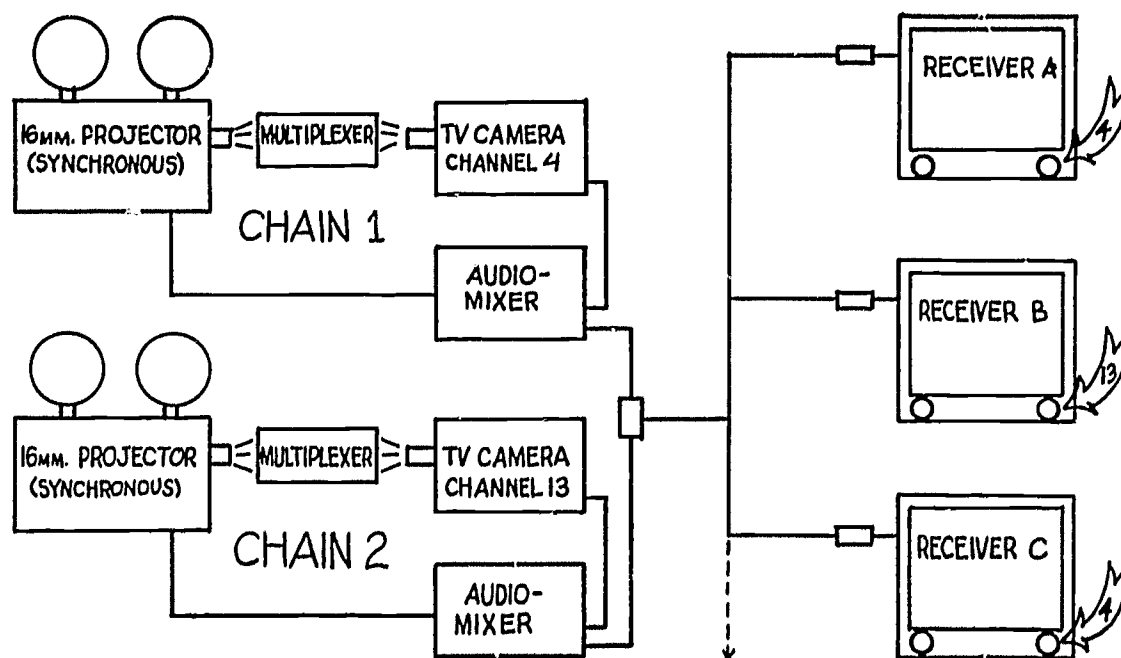 16MM. PROJECTOR
(SYNCHRONOUS)
MULTIPLEXER
TV CAMERA
CHANNEL 4
CHAIN 1
AUDIO-
MIXER
16MM. PROJECTOR
(SYNCHRONOUS)
MULTIPLEXER
TV CAMERA
CHANNEL 13
CHAIN 2
AUDIO-
MIXER
RECEIVER A
4
RECEIVER B
13
RECEIVER C
4